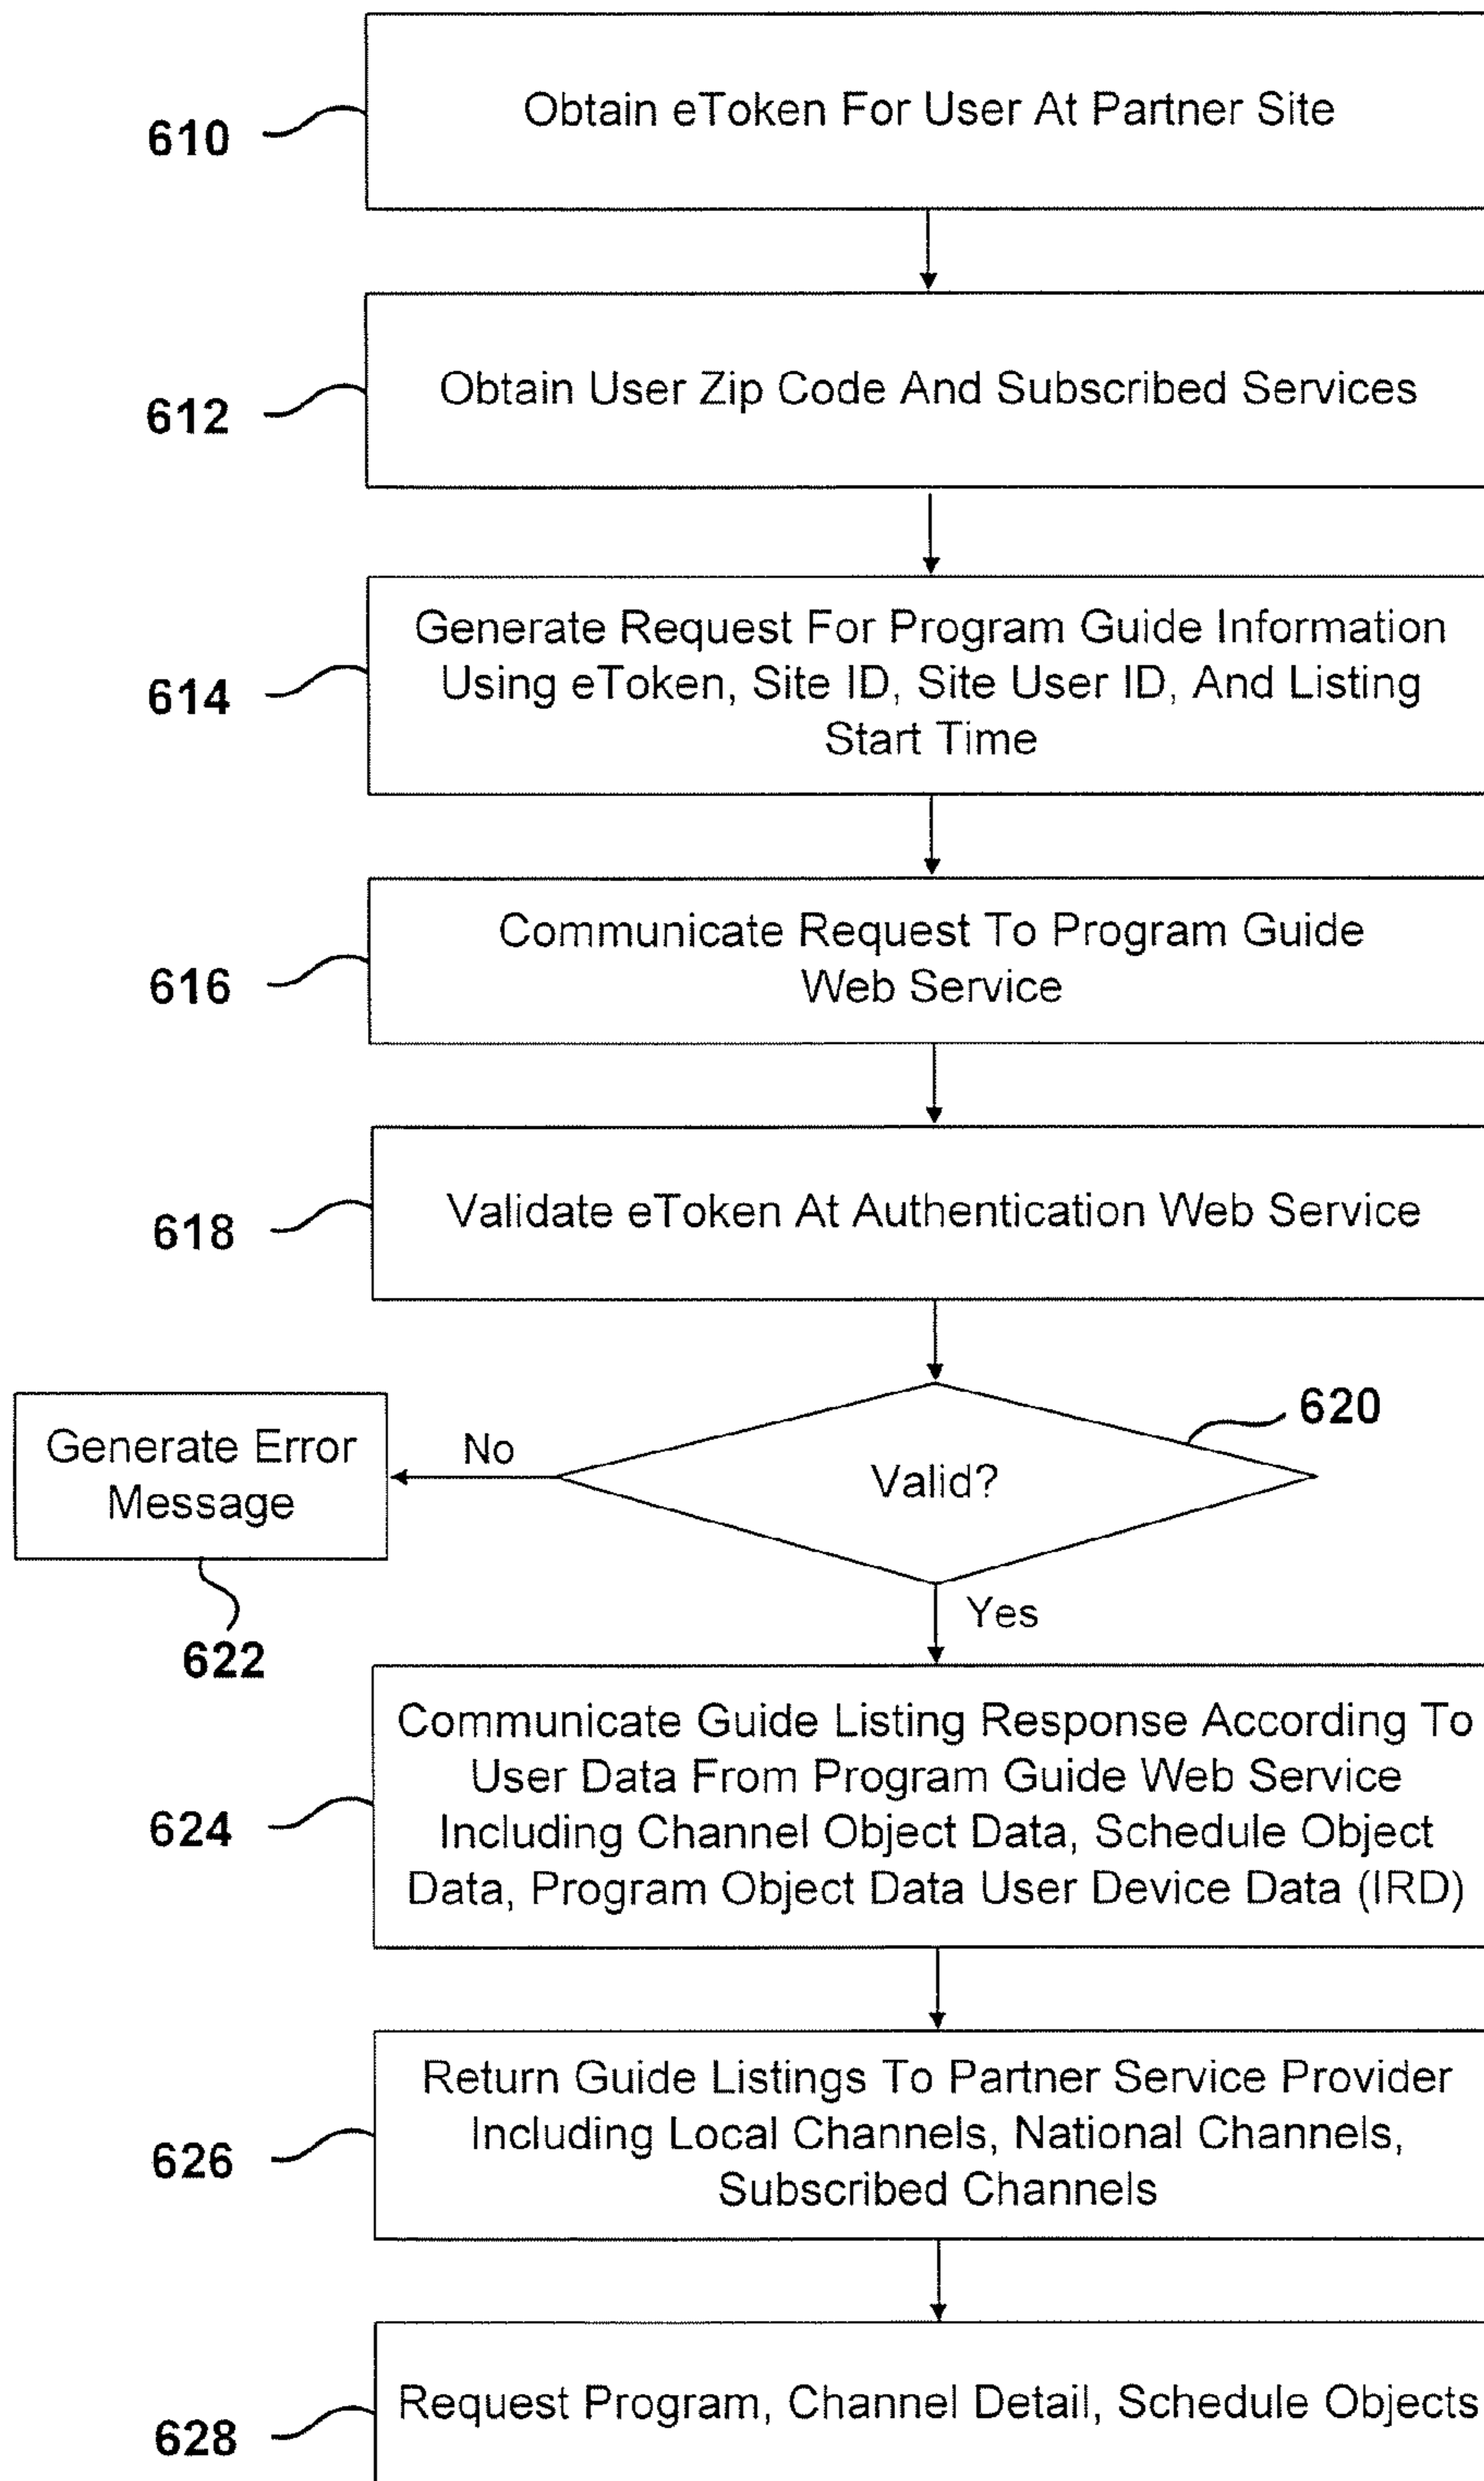 Obtain eToken For User At Partner Site
610
Obtain User Zip Code And Subscribed Services
612
Generate Request For Program Guide Information
Using eToken, Site ID, Site User ID, And Listing
Start Time
614
Communicate Request To Program Guide
Web Service
616
Validate eToken At Authentication Web Service
618
620
Valid?
No
Generate Error
Message
622
Yes
Communicate Guide Listing Response According To
User Data From Program Guide Web Service
Including Channel Object Data, Schedule Object
Data, Program Object Data User Device Data (IRD)
624
Return Guide Listings To Partner Service Provider
Including Local Channels, National Channels,
Subscribed Channels
626
Request Program, Channel Detail, Schedule Objects
628